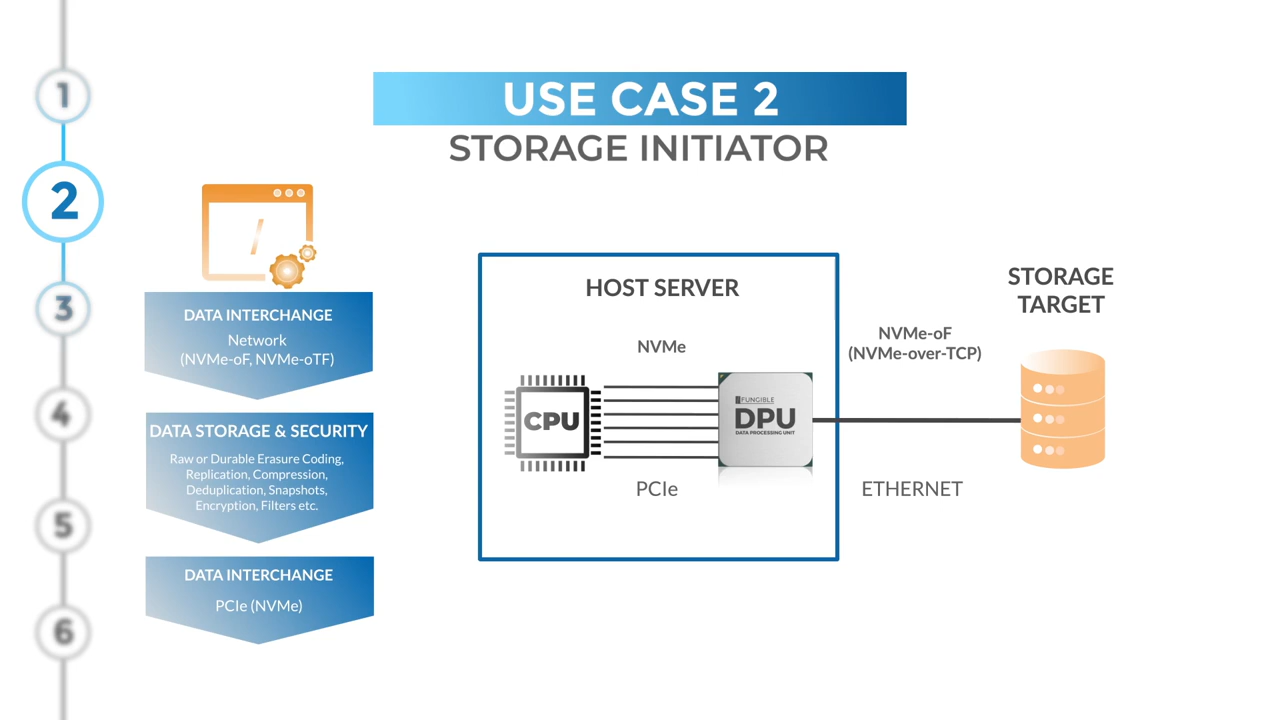 1
2
3
4
5
6
USE CASE 2
STORAGE INITIATOR
/
DATA INTERCHANGE
Network
(NVMe-oF, NVMe-oTF)
DATA STORAGE & SECURITY
Raw or Durable Erasure Coding,
Replication, Compression,
Deduplication, Snapshots,
Encryption, Filters etc.
DATA INTERCHANGE
PCIe (NVMe)
HOST SERVER
NVMe
CPU
FUNGIBLE
DPU
DATA PROCESSING UNIT
PCIe
NVMe-oF
(NVMe-over-TCP)
ETHERNET
STORAGE
TARGET